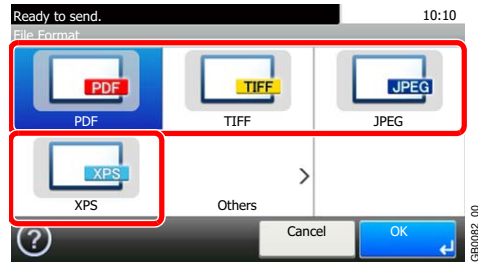 Ready to send. 10:10
File Format
PDF TIFF JPEG
PDF TIFF JPEG
XPS
XPS Others
Cancel OK
GB0082_00